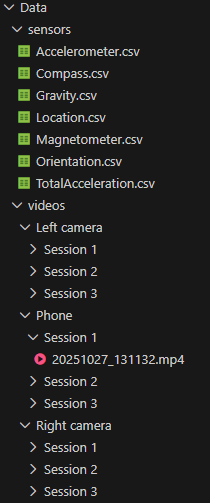 Data
sensors
Accelerometer.csv
Compass.csv
Gravity.csv
Location.csv
Magnetometer.csv
Orientation.csv
TotalAcceleration.csv
videos
Left camera
Session 1
Session 2
Session 3
Phone
Session 1
20251027_131132.mp4
Session 2
Session 3
Right camera
Session 1
Session 2
Session 3